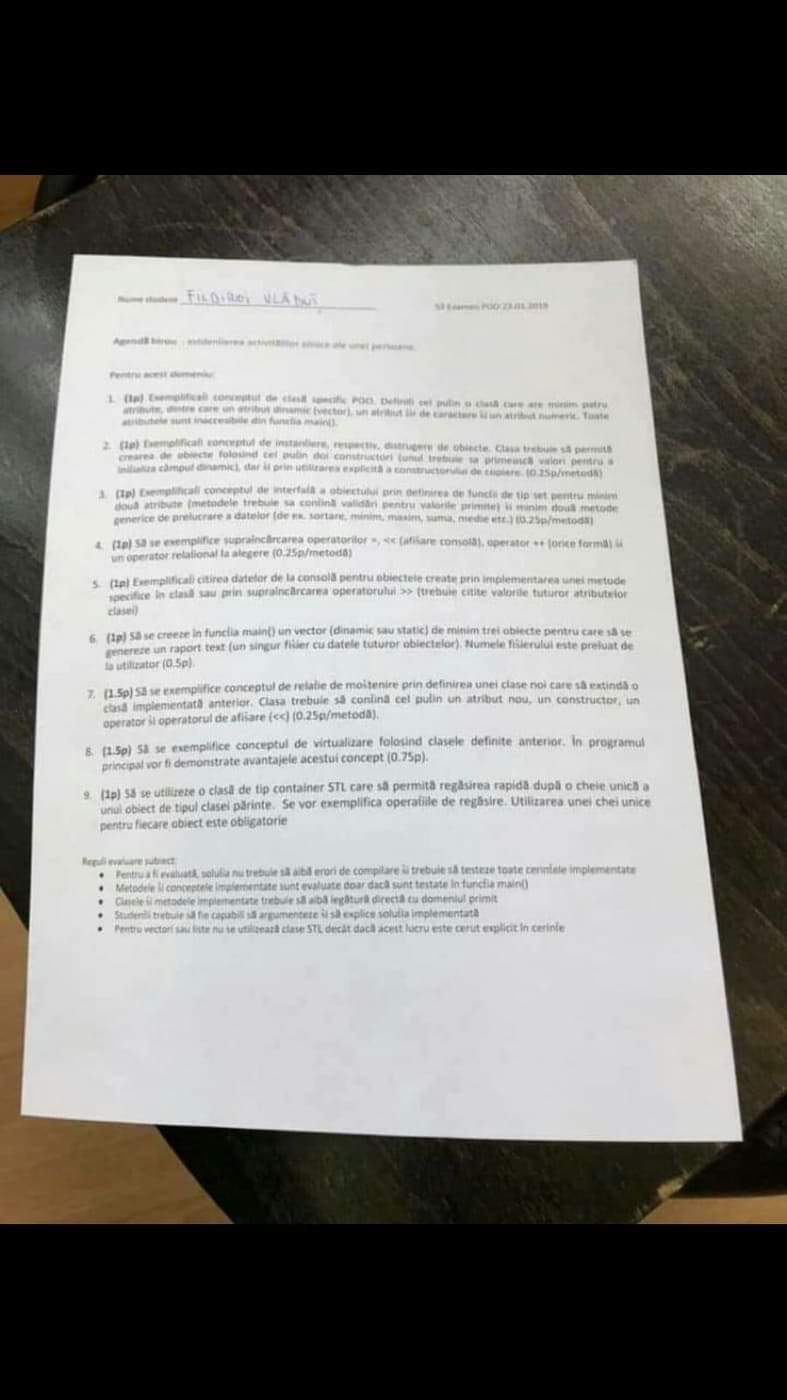 Nume student FILDIROI VLĂDUȚ
S3 Examen POO 23.01.2019
Agendă birou - evidențierea activităților zilnice ale unei persoane.
Pentru acest domeniu:
1. (1p) Exemplificați conceptul de clasă specific POO. Definiți cel puțin o clasă care are minim patru
atribute, dintre care un atribut dinamic (vector), un atribut șir de caractere și un atribut numeric. Toate
atributele sunt inaccesibile din funcția main().
2. (1p) Exemplificați conceptul de instanțiere, respectiv, distrugere de obiecte. Clasa trebuie să permită
crearea de obiecte folosind cel puțin doi constructori (unul trebuie sa primească valori pentru a
inițializa câmpul dinamic), dar și prin utilizarea explicită a constructorului de copiere. (0.25p/metodă)
3. (1p) Exemplificați conceptul de interfață a obiectului prin definirea de funcții de tip set pentru minim
două atribute (metodele trebuie sa conțină validări pentru valorile primite) și minim două metode
generice de prelucrare a datelor (de ex. sortare, minim, maxim, suma, medie etc.) (0.25p/metodă)
4. (1p) Să se exemplifice supraîncărcarea operatorilor =, << (afișare consolă), operator ++ (orice formă) și
un operator relațional la alegere (0.25p/metodă)
5. (1p) Exemplificați citirea datelor de la consolă pentru obiectele create prin implementarea unei metode
specifice în clasă sau prin supraîncărcarea operatorului >> (trebuie citite valorile tuturor atributelor
clasei)
6. (1p) Să se creeze în funcția main() un vector (dinamic sau static) de minim trei obiecte pentru care să se
genereze un raport text (un singur fișier cu datele tuturor obiectelor). Numele fișierului este preluat de
la utilizator (0.5p).
7. (1.5p) Să se exemplifice conceptul de relație de moștenire prin definirea unei clase noi care să extindă o
clasă implementată anterior. Clasa trebuie să conțină cel puțin un atribut nou, un constructor, un
operator și operatorul de afișare (<<) (0.25p/metodă).
8. (1.5p) Să se exemplifice conceptul de virtualizare folosind clasele definite anterior. În programul
principal vor fi demonstrate avantajele acestui concept (0.75p).
9. (1p) Să se utilizeze o clasă de tip container STL care să permită regăsirea rapidă după o cheie unică a
unui obiect de tipul clasei părinte. Se vor exemplifica operațiile de regăsire. Utilizarea unei chei unice
pentru fiecare obiect este obligatorie
Reguli evaluare subiect:
• Pentru a fi evaluată, soluția nu trebuie să aibă erori de compilare și trebuie să testeze toate cerințele implementate
• Metodele și conceptele implementate sunt evaluate doar dacă sunt testate în funcția main()
• Clasele și metodele implementate trebuie să aibă legătură directă cu domeniul primit
• Studenții trebuie să fie capabili să argumenteze și să explice soluția implementată
• Pentru vectori sau liste nu se utilizează clase STL decât dacă acest lucru este cerut explicit în cerințe